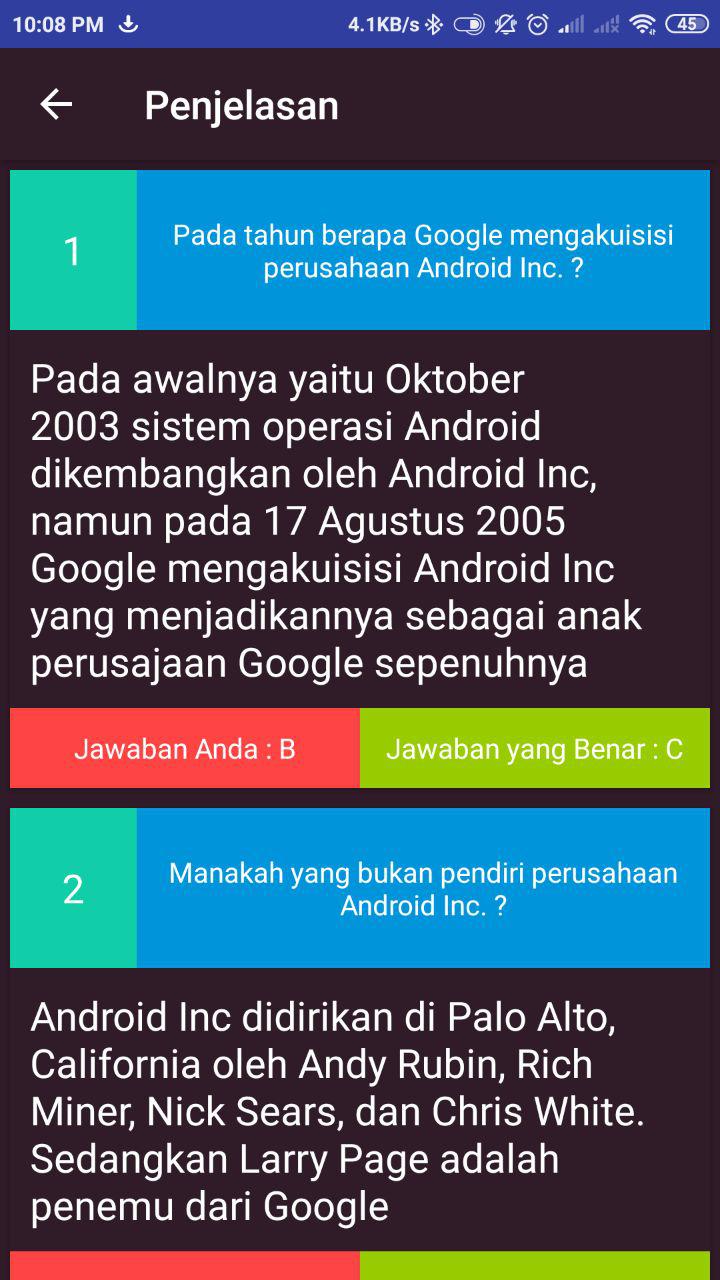 10:08 PM 4.1KB/s 45
Penjelasan
1
Pada tahun berapa Google mengakuisisi
perusahaan Android Inc. ?
Pada awalnya yaitu Oktober
2003 sistem operasi Android
dikembangkan oleh Android Inc,
namun pada 17 Agustus 2005
Google mengakuisisi Android Inc
yang menjadikannya sebagai anak
perusajaan Google sepenuhnya
Jawaban Anda : B
Jawaban yang Benar : C
2
Manakah yang bukan pendiri perusahaan
Android Inc. ?
Android Inc didirikan di Palo Alto,
California oleh Andy Rubin, Rich
Miner, Nick Sears, dan Chris White.
Sedangkan Larry Page adalah
penemu dari Google